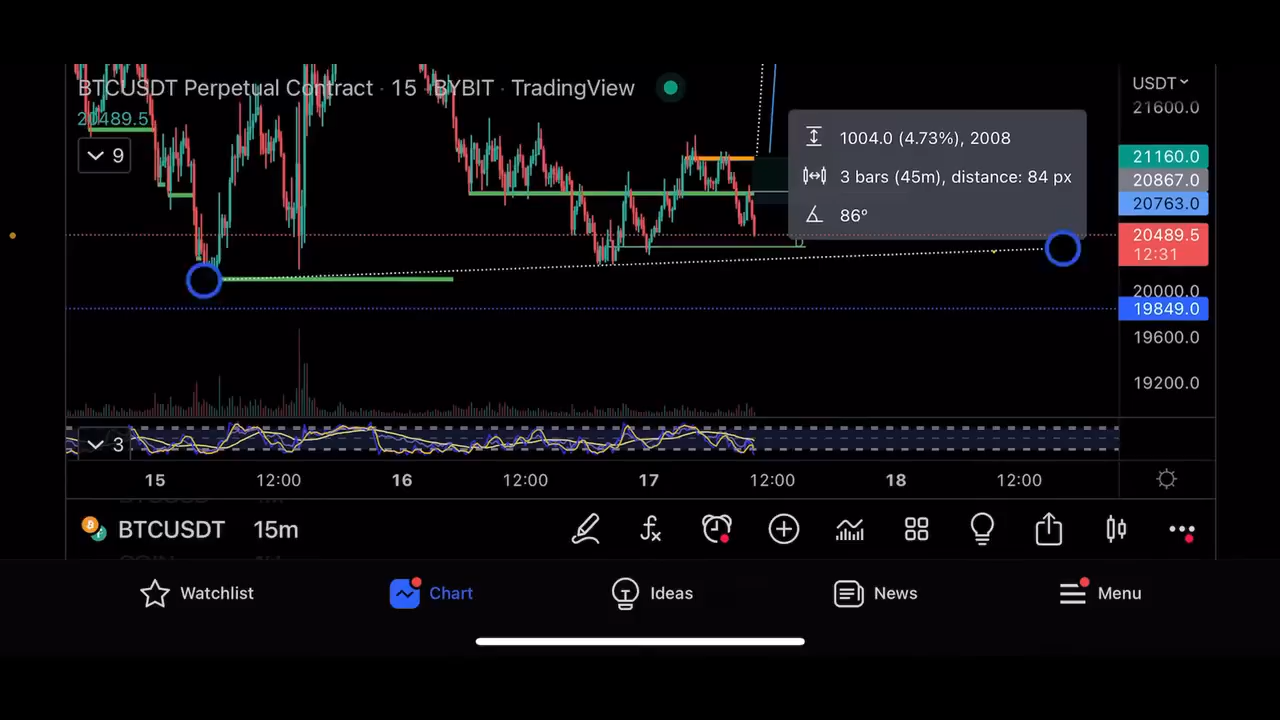 BTCUSDT Perpetual Contract · 15 · BYBIT · TradingView
20489.5
9
1004.0 (4.73%), 2008
3 bars (45m), distance: 84 px
86°
USDT
21600.0
21160.0
20867.0
20763.0
20489.5
12:31
20000.0
19849.0
19600.0
19200.0
3
15 12:00 16 12:00 17 12:00 18 12:00
BTCUSDT 15m
Watchlist Chart Ideas News Menu